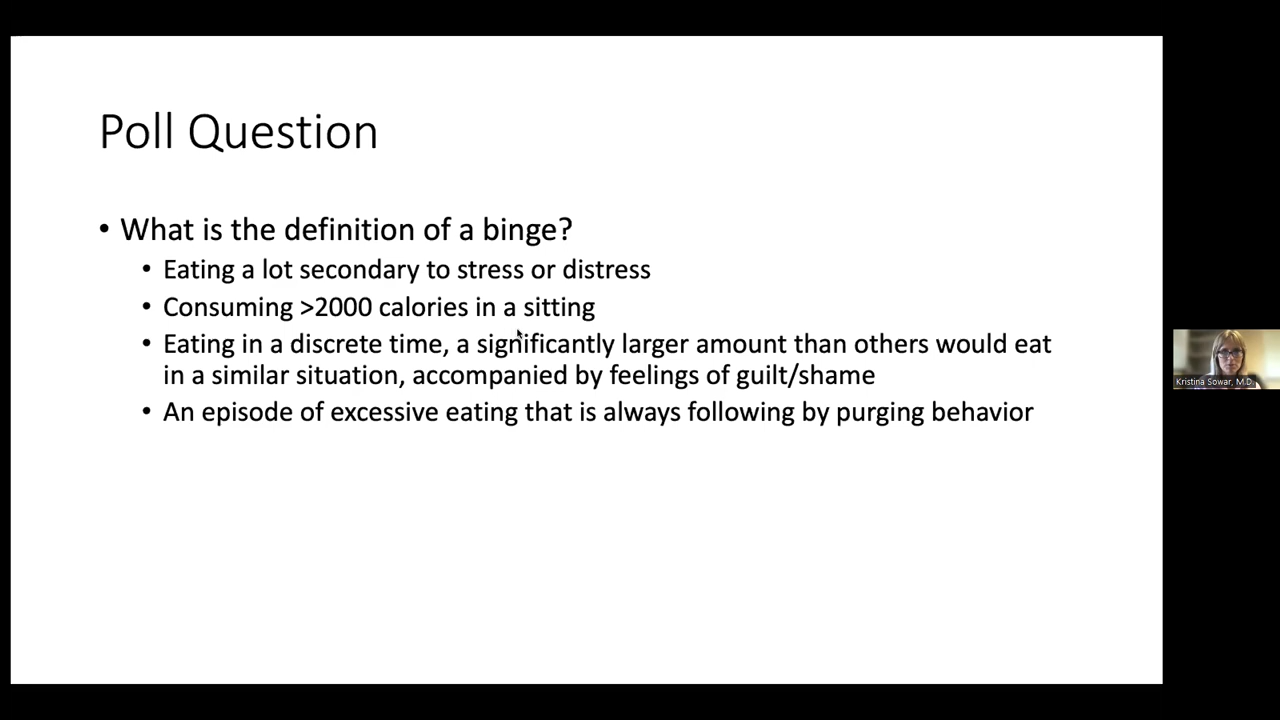 Poll Question
• What is the definition of a binge?
• Eating a lot secondary to stress or distress
• Consuming >2000 calories in a sitting
• Eating in a discrete time, a significantly larger amount than others would eat
in a similar situation, accompanied by feelings of guilt/shame
• An episode of excessive eating that is always following by purging behavior
Kristina Sowar, M.D.